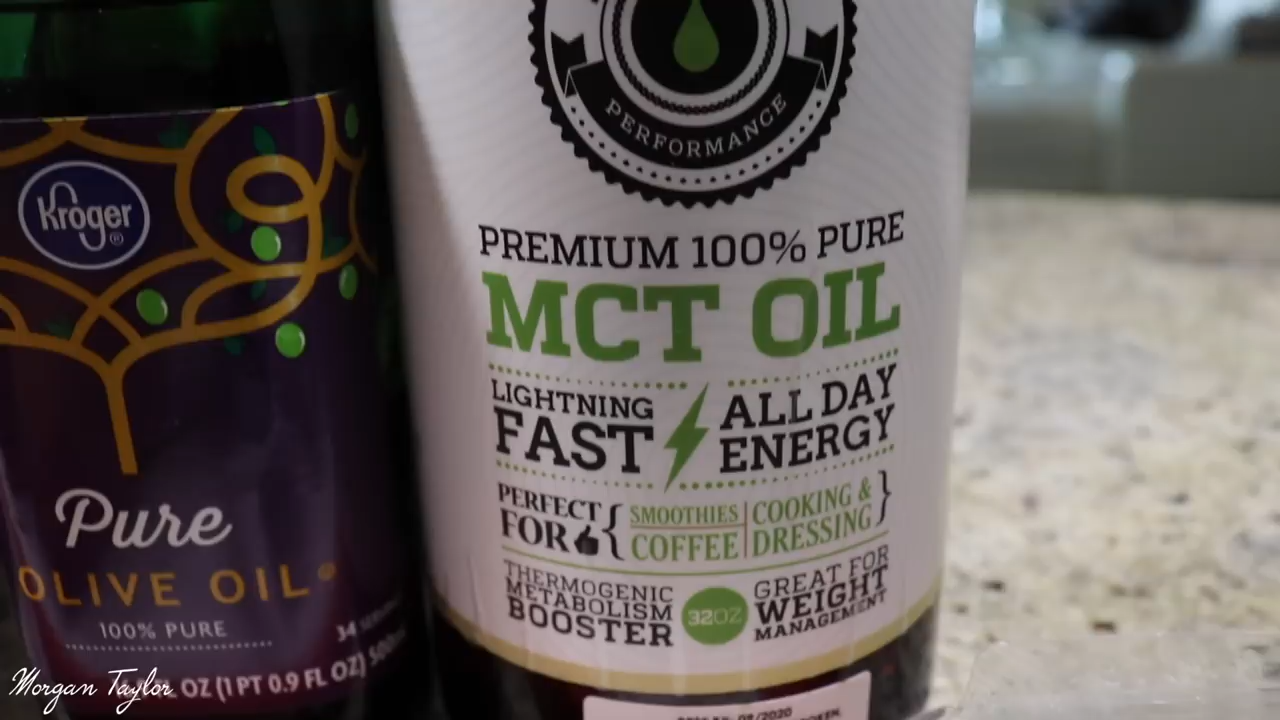 Kroger®
Pure
OLIVE OIL
100% PURE
34
FL OZ (1 PT 0.9 FL OZ)
PERFORMANCE
PREMIUM 100% PURE
MCT OIL
LIGHTNING
FAST
ALL DAY
ENERGY
PERFECT
FOR
SMOOTHIES
COFFEE
COOKING &
DRESSING
THERMOGENIC
METABOLISM
BOOSTER
32OZ
GREAT FOR
WEIGHT
MANAGEMENT
Morgan Taylor